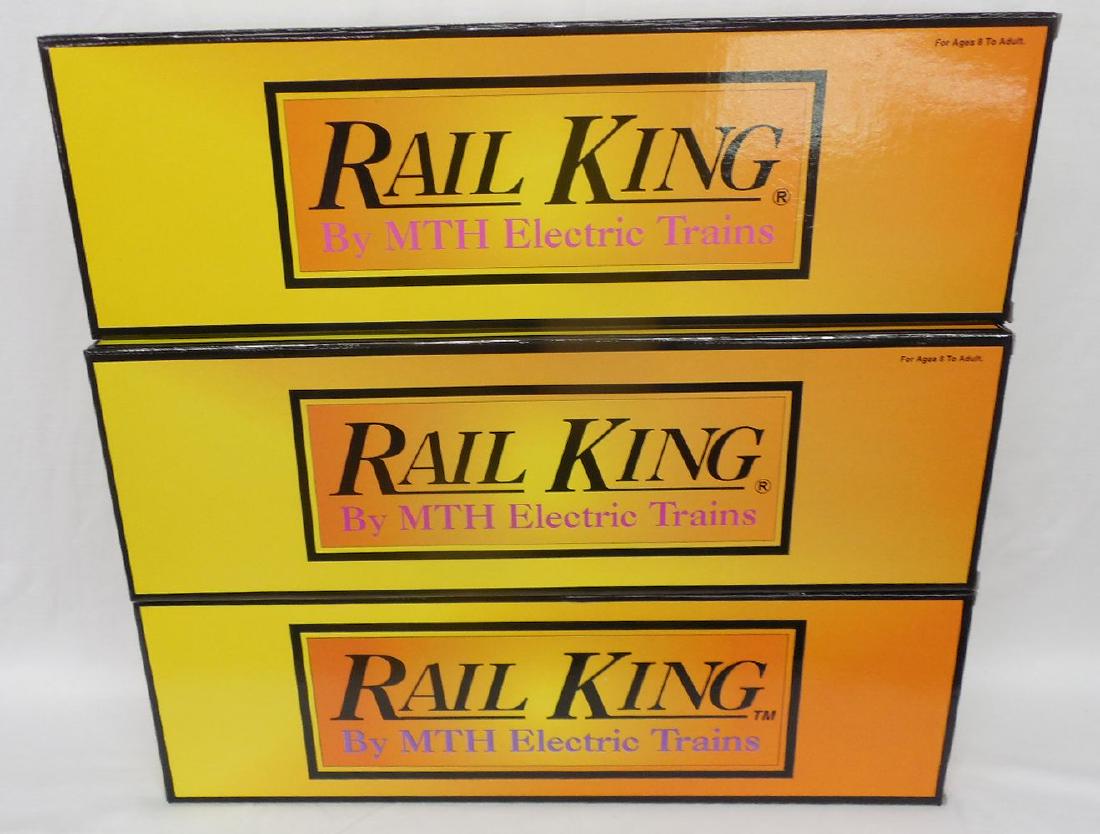 For Ages 8 To Adult.
RAIL KING®
By MTH Electric Trains
For Ages 8 To Adult.
RAIL KING®
By MTH Electric Trains
RAIL KING™
By MTH Electric Trains